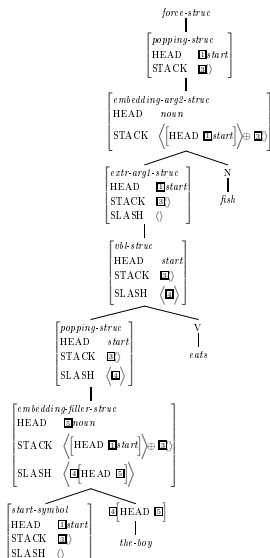 force-struc
popping-struc
HEAD 1 start
STACK 3 ⟨⟩
embedding-arg2-struc
HEAD noun
STACK ⟨[HEAD 1 start]⟩⊕ 3 ⟨⟩
extr-arg1-struc
HEAD 1 start
STACK 3 ⟨⟩
SLASH ⟨⟩
N
fish
vbl-struc
HEAD start
STACK 3 ⟨⟩
SLASH ⟨4⟩
popping-struc
HEAD start
STACK 3 ⟨⟩
SLASH ⟨4⟩
V
eats
embedding-filler-struc
HEAD 5 noun
STACK ⟨[HEAD 1 start]⟩⊕ 3 ⟨⟩
SLASH ⟨4[HEAD 5]⟩
start-symbol
HEAD 1 start
STACK 3 ⟨⟩
SLASH ⟨⟩
4[HEAD 5]
the-boy